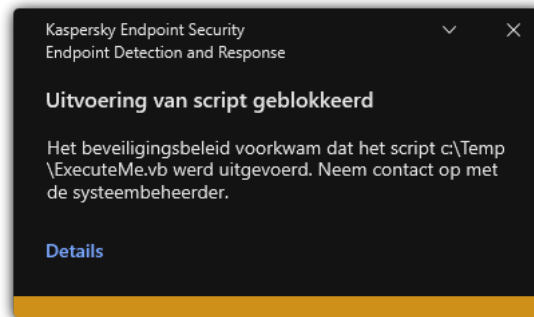 Kaspersky Endpoint Security
Endpoint Detection and Response
Uitvoering van script geblokkeerd
Het beveiligingsbeleid voorkwam dat het script c:\Temp
\ExecuteMe.vb werd uitgevoerd. Neem contact op met
de systeembeheerder.
Details